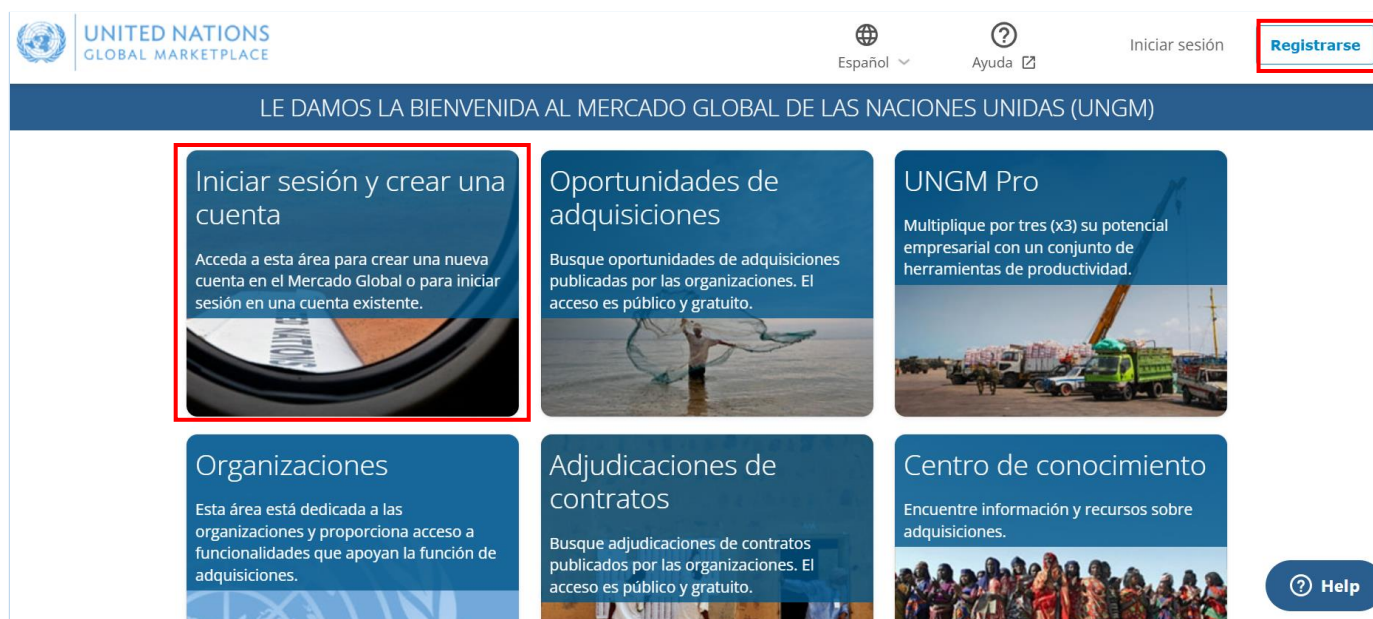 UNITED NATIONS
GLOBAL MARKETPLACE
Español
Ayuda
Iniciar sesión
Registrarse
LE DAMOS LA BIENVENIDA AL MERCADO GLOBAL DE LAS NACIONES UNIDAS (UNGM)
Iniciar sesión y crear una
cuenta
Acceda a esta área para crear una nueva
cuenta en el Mercado Global o para iniciar
sesión en una cuenta existente.
Oportunidades de
adquisiciones
Busque oportunidades de adquisiciones
publicadas por las organizaciones. El
acceso es público y gratuito.
UNGM Pro
Multiplique por tres (x3) su potencial
empresarial con un conjunto de
herramientas de productividad.
Organizaciones
Esta área está dedicada a las
organizaciones y proporciona acceso a
funcionalidades que apoyan la función de
adquisiciones.
Adjudicaciones de
contratos
Busque adjudicaciones de contratos
publicados por las organizaciones. El
acceso es público y gratuito.
Centro de conocimiento
Encuentre información y recursos sobre
adquisiciones.
Help